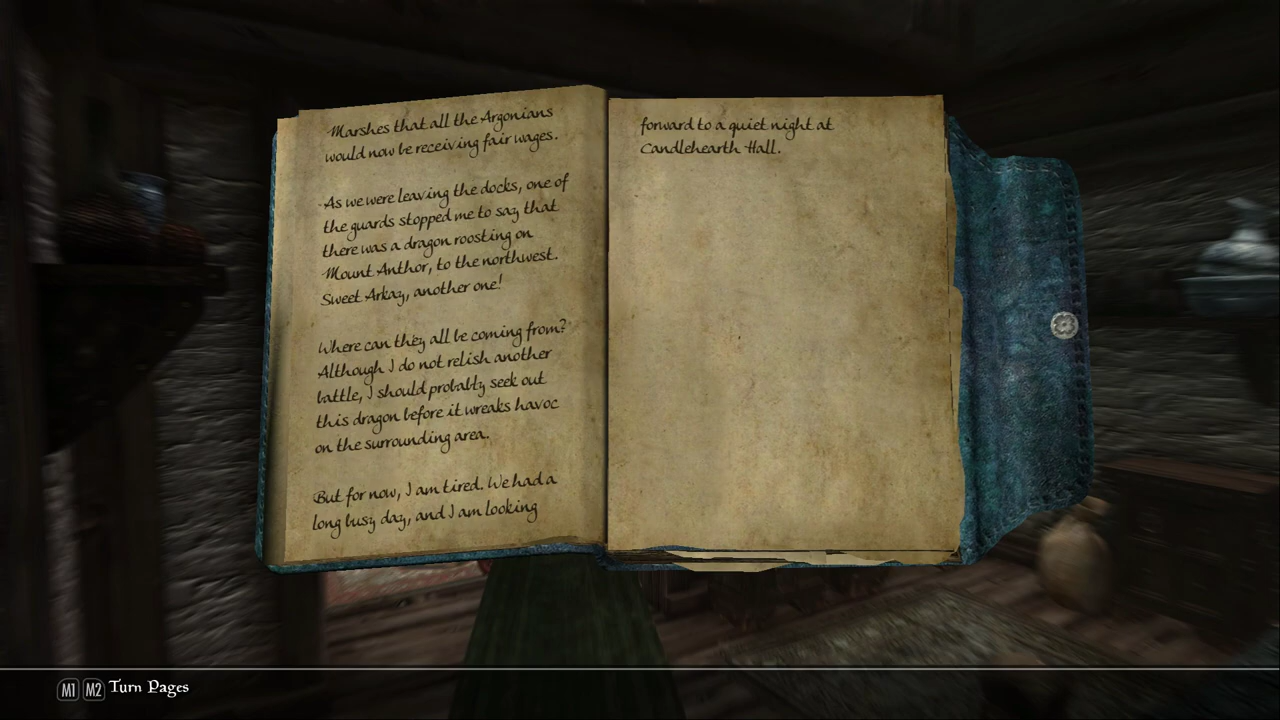 Marshes that all the Argonians
would now be receiving fair wages.
As we were leaving the docks, one of
the guards stopped me to say that
there was a dragon roosting on
Mount Anthor, to the northwest.
Sweet Arkay, another one!
Where can they all be coming from?
Although I do not relish another
battle, I should probably seek out
this dragon before it wreaks havoc
on the surrounding area.
But for now, I am tired. We had a
long busy day, and I am looking
forward to a quiet night at
Candlehearth Hall.
M1 M2 Turn Pages